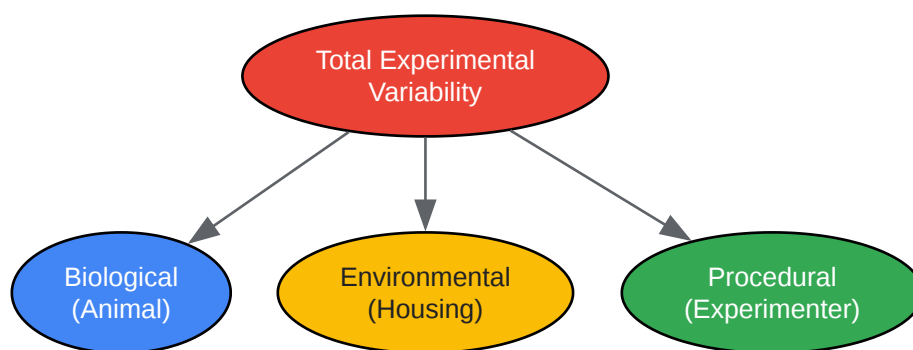 Total Experimental
Variability
Biological
(Animal)
Environmental
(Housing)
Procedural
(Experimenter)